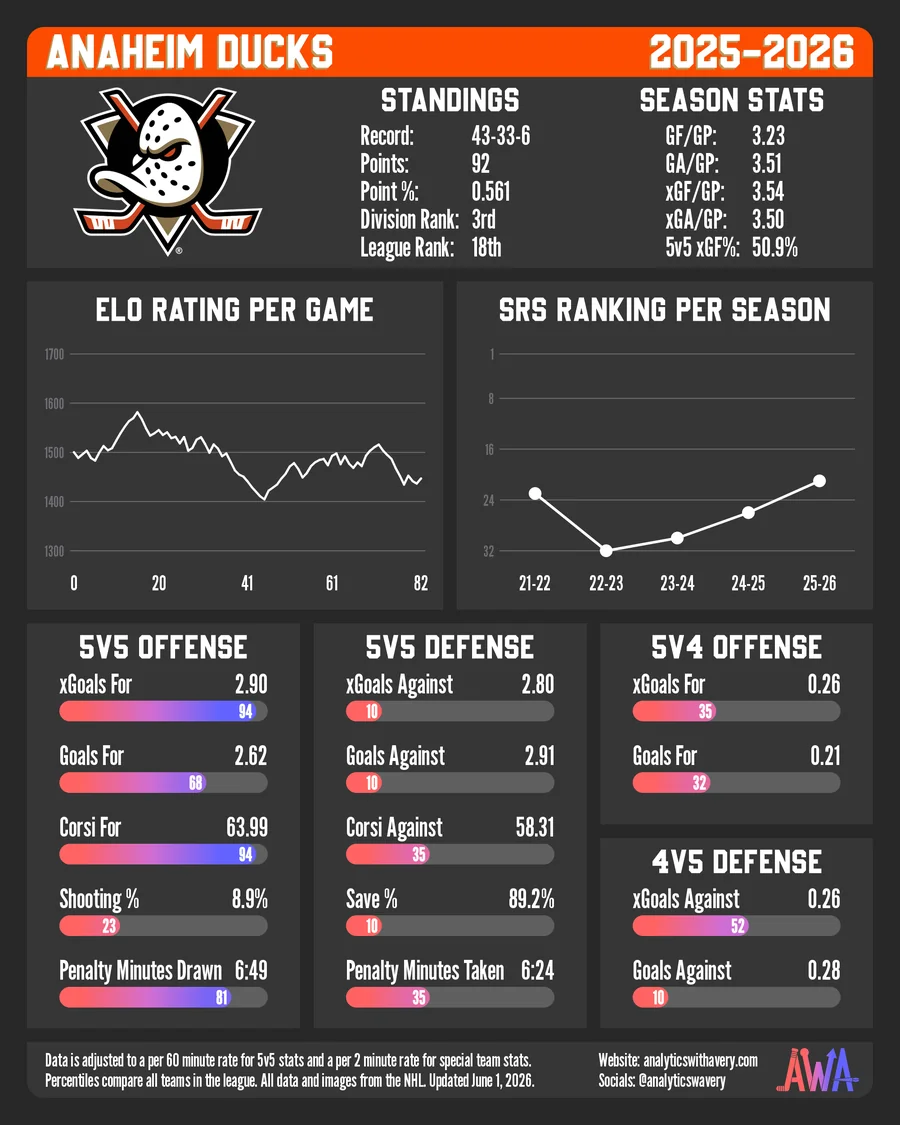 ANAHEIM DUCKS 2025-2026
STANDINGS
Record: 43-33-6
Points: 92
Point %: 0.561
Division Rank: 3rd
League Rank: 18th
SEASON STATS
GF/GP: 3.23
GA/GP: 3.51
xGF/GP: 3.54
xGA/GP: 3.50
5v5 xGF%: 50.9%
®
ELO RATING PER GAME
1700
1600
1500
1400
1300
0 20 41 61 82
SRS RANKING PER SEASON
1
8
16
24
32
21-22 22-23 23-24 24-25 25-26
5V5 OFFENSE
xGoals For 2.90
94
Goals For 2.62
68
Corsi For 63.99
94
Shooting % 8.9%
23
Penalty Minutes Drawn 6:49
81
5V5 DEFENSE
xGoals Against 2.80
10
Goals Against 2.91
10
Corsi Against 58.31
35
Save % 89.2%
10
Penalty Minutes Taken 6:24
35
5V4 OFFENSE
xGoals For 0.26
35
Goals For 0.21
32
4V5 DEFENSE
xGoals Against 0.26
52
Goals Against 0.28
10
Data is adjusted to a per 60 minute rate for 5v5 stats and a per 2 minute rate for special team stats.
Percentiles compare all teams in the league. All data and images from the NHL. Updated June 1, 2026.
Website: analyticswithavery.com
Socials: @analyticswavery
AWA